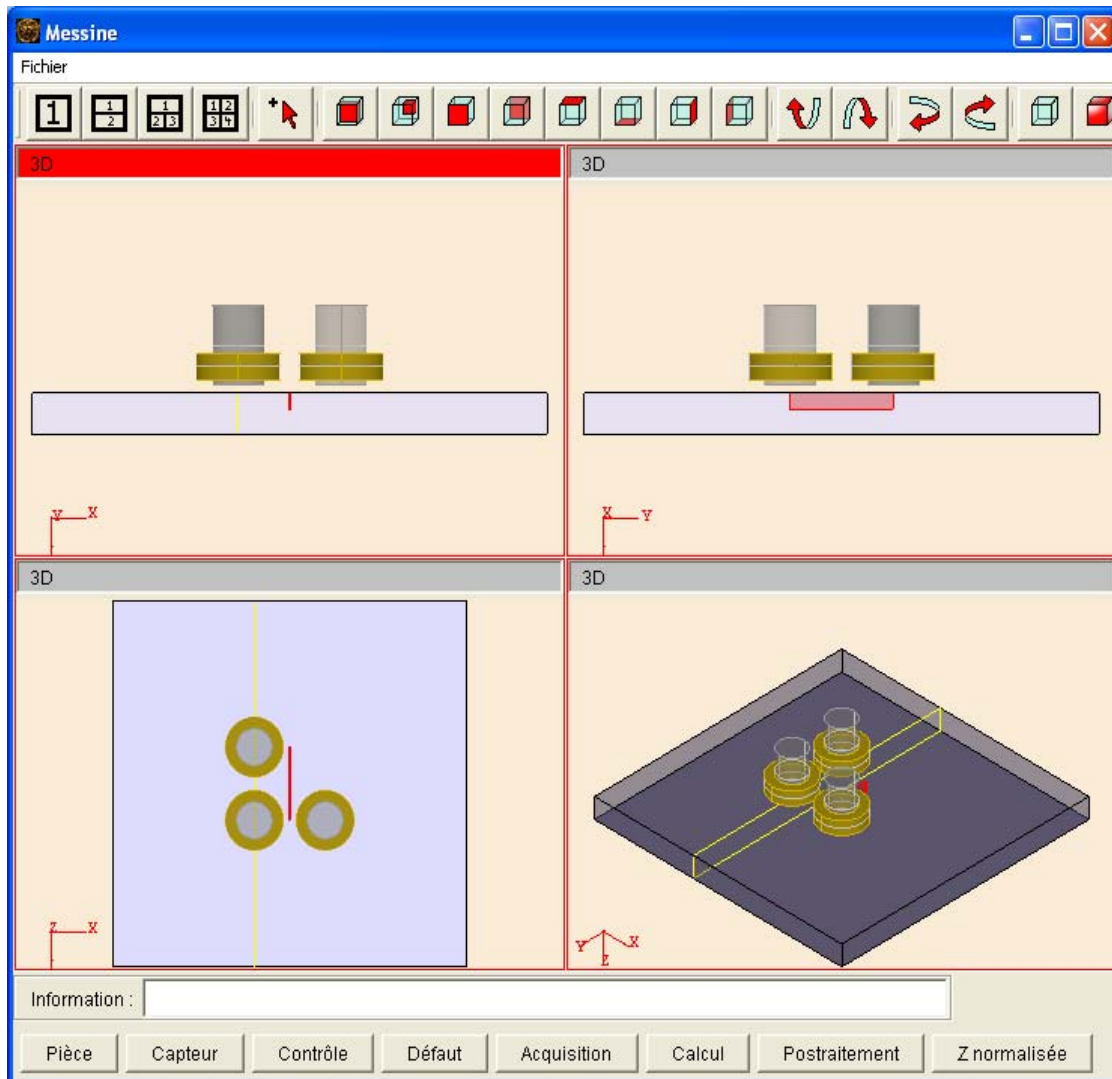 Messine
Fichier
1 1 2 1 2 3 1 2 3 4
3D 3D
Y X X Y
3D 3D
Z X Y Z X
Information :
Pièce Capteur Contrôle Défaut Acquisition Calcul Postraitement Z normalisée